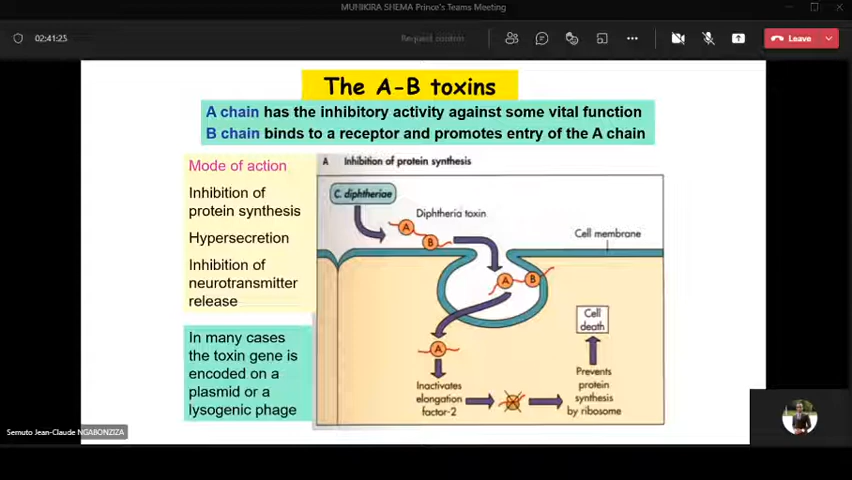 MUHIKIRA SHEMA Prince's Teams Meeting
02:41:25
Request control
Leave
The A-B toxins
A chain has the inhibitory activity against some vital function
B chain binds to a receptor and promotes entry of the A chain
Mode of action
Inhibition of
protein synthesis
Hypersecretion
Inhibition of
neurotransmitter
release
In many cases
the toxin gene is
encoded on a
plasmid or a
lysogenic phage
A Inhibition of protein synthesis
C. diphtheriae
Diphtheria toxin
A
B
Cell membrane
A
B
A
Inactivates
elongation
factor-2
Prevents
protein
synthesis
by ribosome
Cell
death
Semuto Jean-Claude NGABONZIZA